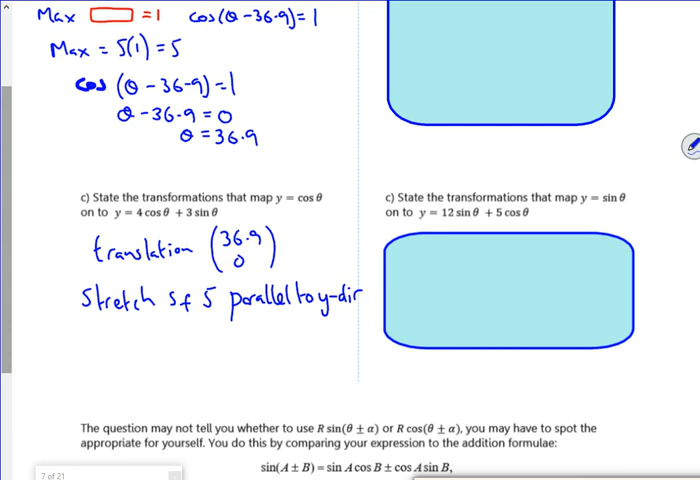 Max =1 cos(θ-36.9)=1
Max = 5(1) = 5
cos (θ-36.9)=1
θ-36.9 = 0
θ = 36.9
c) State the transformations that map y = cos θ
on to y = 4 cos θ + 3 sin θ
translation (36.9
0)
Stretch sf 5 parallel to y-dir
c) State the transformations that map y = sin θ
on to y = 12 sin θ + 5 cos θ
The question may not tell you whether to use R sin(θ ± α) or R cos(θ ± α), you may have to spot the
appropriate for yourself. You do this by comparing your expression to the addition formulae:
sin(A ± B) = sin A cos B ± cos A sin B,
7 of 21